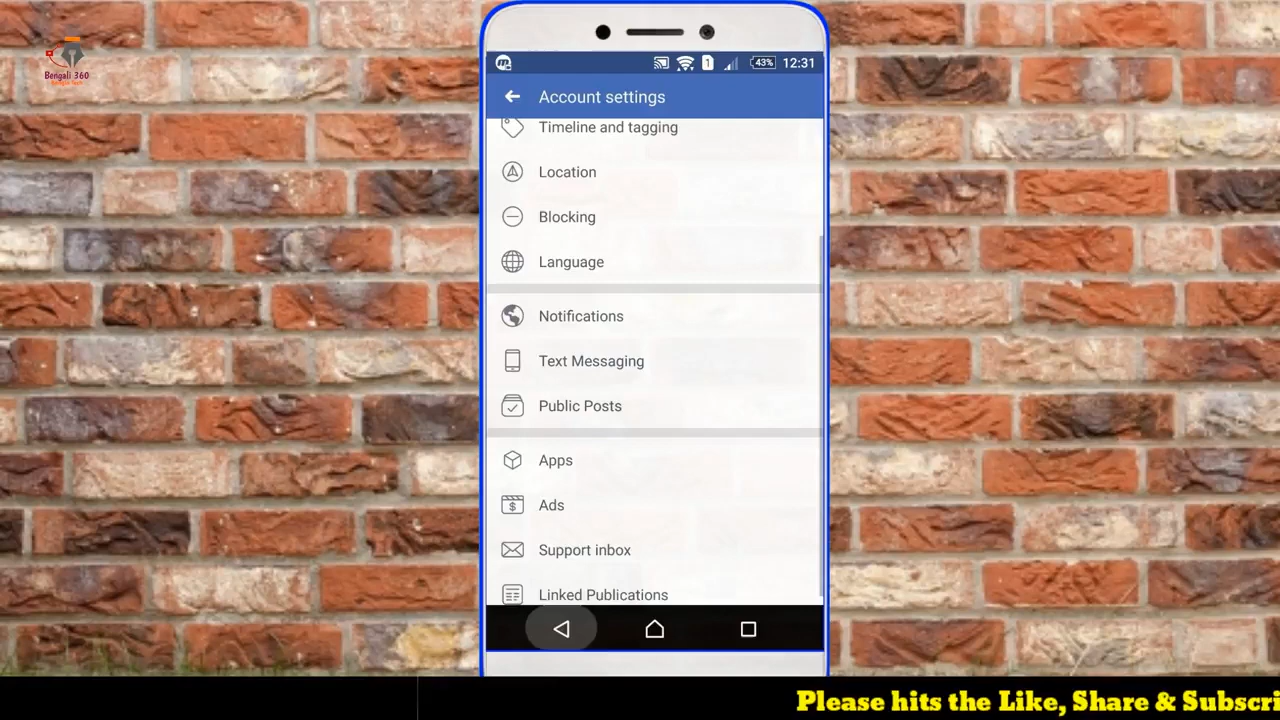 Bengali 360
1
43%
12:31
Account settings
Timeline and tagging
Location
Blocking
Language
Notifications
Text Messaging
Public Posts
Apps
Ads
Support inbox
Linked Publications
Please hits the Like, Share & Subscri